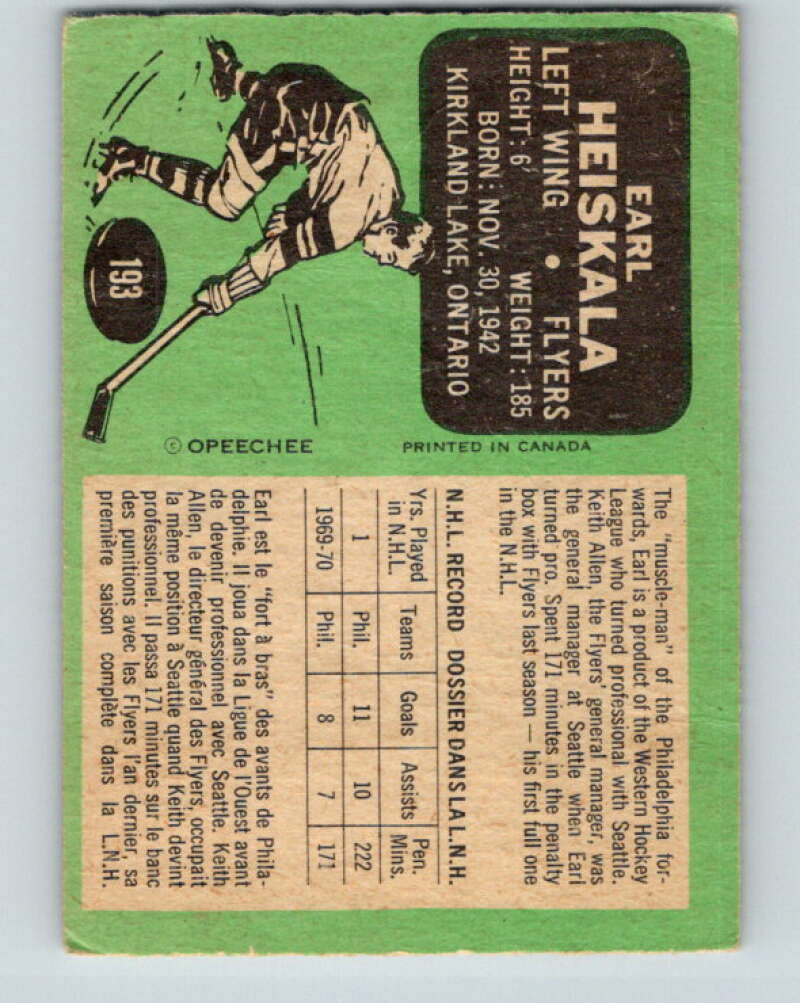 EARL
HEISKALA
LEFT WING • FLYERS
HEIGHT: 6' WEIGHT: 185
BORN: NOV. 30, 1942
KIRKLAND LAKE, ONTARIO
193
© OPEECHEE
PRINTED IN CANADA
The "muscle-man" of the Philadelphia for-
wards, Earl is a product of the Western Hockey
League who turned professional with Seattle.
Keith Allen, the Flyers' general manager, was
the general manager at Seattle when Earl
turned pro. Spent 171 minutes in the penalty
box with Flyers last season — his first full one
in the N.H.L.
N.H.L. RECORD DOSSIER DANS LA L.N.H.
Yrs. Played in N.H.L. Teams Goals Assists Pen. Mins.
1 Phil. 11 10 222
1969-70 Phil. 8 7 171
Earl est le "fort à bras" des avants de Phila-
delphie. Il joua dans la Ligue de l'Ouest avant
de devenir professionnel avec Seattle. Keith
Allen, le directeur général des Flyers, occupait
la même position à Seattle quand Keith devint
professionnel. Il passa 171 minutes sur le banc
des punitions avec les Flyers l'an dernier, sa
première saison complète dans la L.N.H.